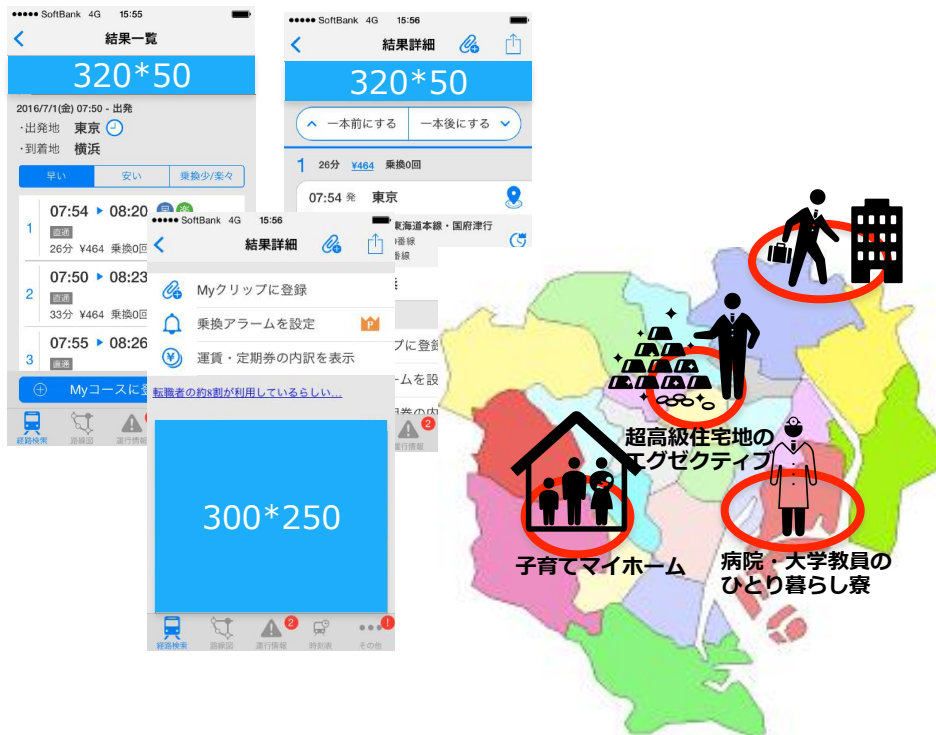 SoftBank 4G 15:55
結果一覧
320*50
2016/7/1(金) 07:50 - 出発
・出発地 東京
・到着地 横浜
早い 安い 乗換少/楽々
1 07:54 ▶ 08:20 早 楽
直通
26分 ¥464 乗換0回
2 07:50 ▶ 08:23
直通
33分 ¥464 乗換0回
3 07:55 ▶ 08:26
直通
Myコースに登
経路検索 路線図 運行情報
SoftBank 4G 15:56
結果詳細
320*50
一本前にする 一本後にする
1 26分 ¥464 乗換0回
07:54 発 東京
東海道本線・国府津行
番線
番線
プに登録
ームを設
期券の内
2
運行情報
SoftBank 4G 15:56
結果詳細
Myクリップに登録
乗換アラームを設定 P
運賃・定期券の内訳を表示
転職者の約8割が利用しているらしい...
300*250
2 !
経路検索 路線図 運行情報 時刻表 その他
超高級住宅地の
エグゼクティブ
子育てマイホーム
病院・大学教員の
ひとり暮らし寮